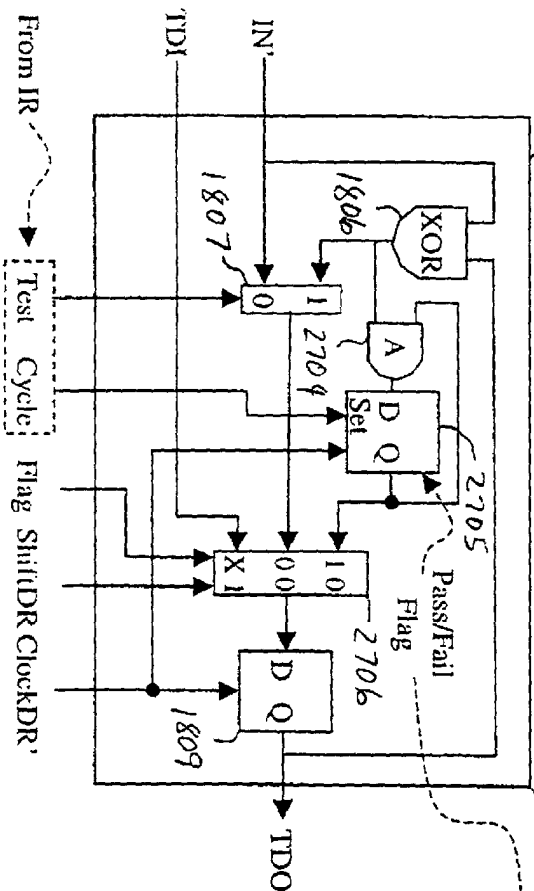 IN'
TDI
From IR
XOR
1806
1807
1
0
A
2704
D Q
Set
2705
Pass/Fail
Flag
1 0
0 0
X 1
2706
D Q
1809
TDO
Test Cycle Flag ShiftDR ClockDR'